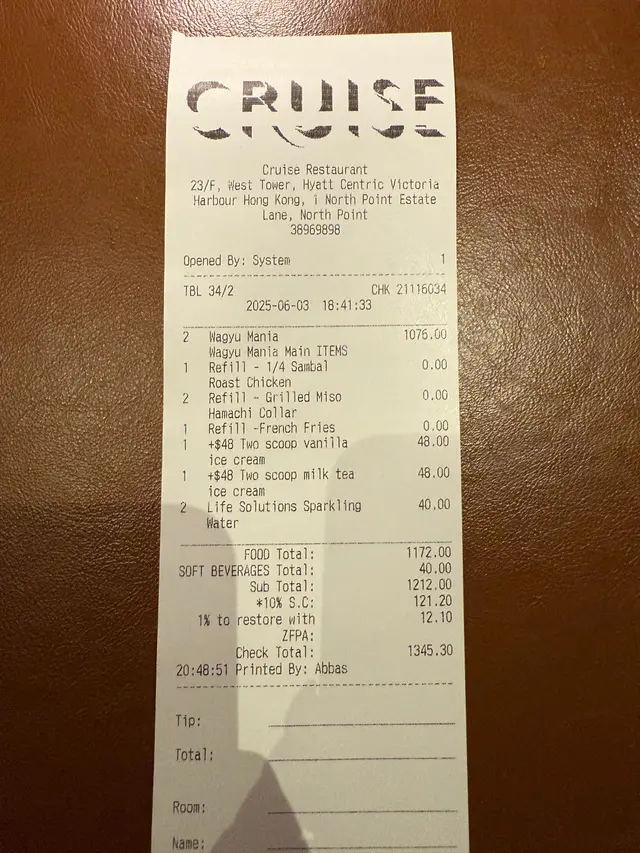 CRUISE
Cruise Restaurant
23/F, West Tower, Hyatt Centric Victoria
Harbour Hong Kong, 1 North Point Estate
Lane, North Point
38969898
Opened By: System 1
TBL 34/2 CHK 21116034
2025-06-03 18:41:33
2 Wagyu Mania 1076.00
Wagyu Mania Main ITEMS
1 Refill - 1/4 Sambal 0.00
Roast Chicken
2 Refill - Grilled Miso 0.00
Hamachi Collar
1 Refill -French Fries 0.00
1 +$48 Two scoop vanilla 48.00
ice cream
1 +$48 Two scoop milk tea 48.00
ice cream
2 Life Solutions Sparkling 40.00
Water
FOOD Total: 1172.00
SOFT BEVERAGES Total: 40.00
Sub Total: 1212.00
*10% S.C: 121.20
1% to restore with 12.10
ZFPA:
Check Total: 1345.30
20:48:51 Printed By: Abbas
Tip:
Total:
Room:
Name: